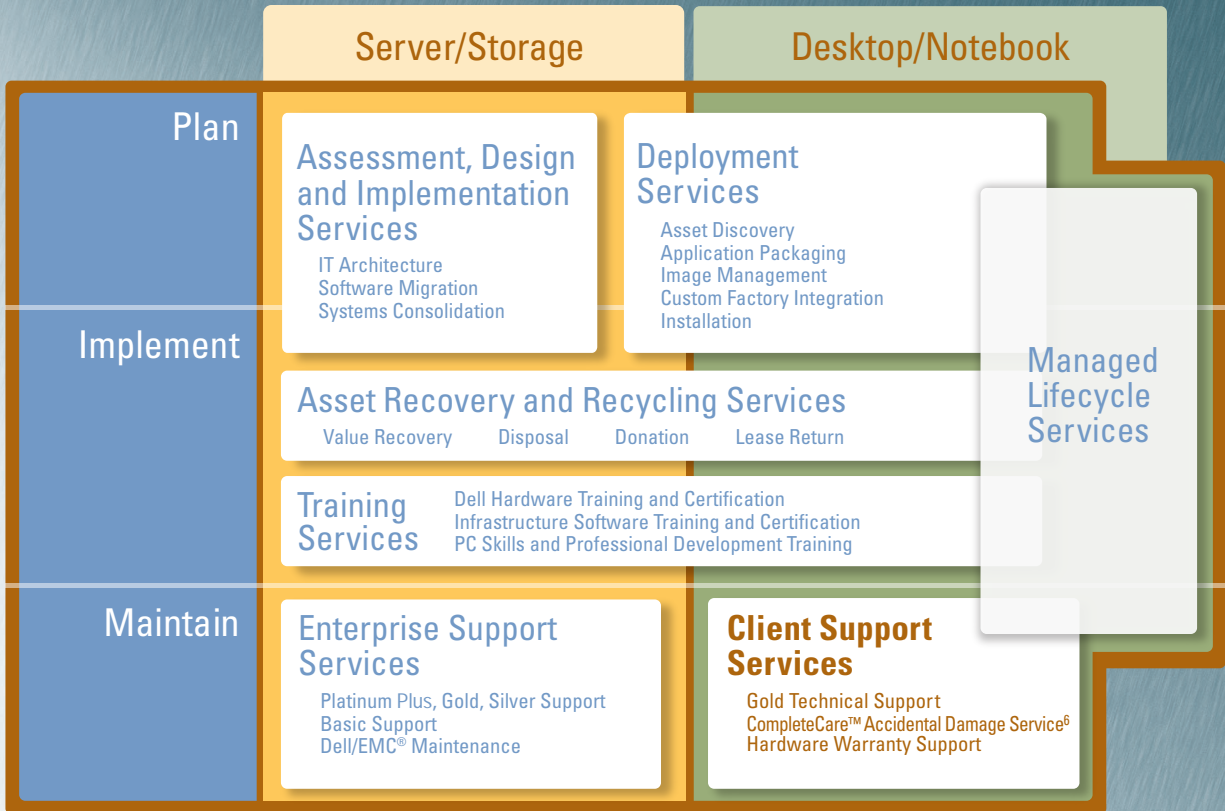 Server/Storage
Desktop/Notebook
Plan
Assessment, Design
and Implementation
Services
IT Architecture
Software Migration
Systems Consolidation
Deployment
Services
Asset Discovery
Application Packaging
Image Management
Custom Factory Integration
Installation
Implement
Managed
Lifecycle
Services
Asset Recovery and Recycling Services
Value Recovery Disposal Donation Lease Return
Training
Services
Dell Hardware Training and Certification
Infrastructure Software Training and Certification
PC Skills and Professional Development Training
Maintain
Enterprise Support
Services
Platinum Plus, Gold, Silver Support
Basic Support
Dell/EMC® Maintenance
Client Support
Services
Gold Technical Support
CompleteCare™ Accidental Damage Service⁶
Hardware Warranty Support